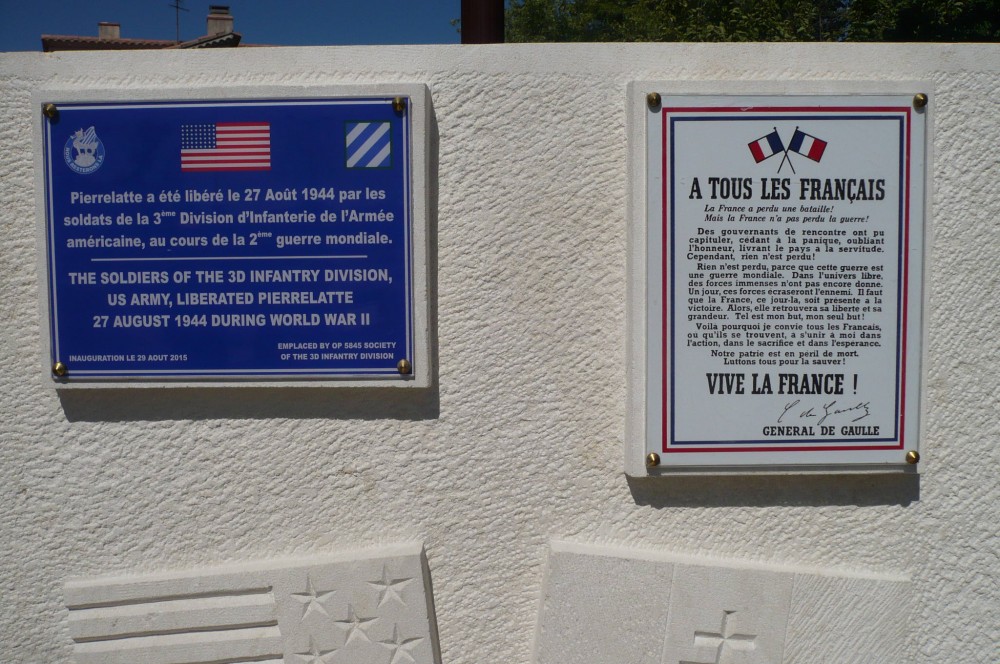 Pierrelatte a été libéré le 27 Août 1944 par les
soldats de la 3ème Division d'Infanterie de l'Armée
américaine, au cours de la 2ème guerre mondiale.
THE SOLDIERS OF THE 3D INFANTRY DIVISION,
US ARMY, LIBERATED PIERRELATTE
27 AUGUST 1944 DURING WORLD WAR II
INAUGURATION LE 29 AOUT 2015
EMPLACED BY OP 5845 SOCIETY
OF THE 3D INFANTRY DIVISION
A TOUS LES FRANÇAIS
La France a perdu une bataille!
Mais la France n'a pas perdu la guerre!
Des gouvernants de rencontre ont pu
capituler, cédant à la panique, oubliant
l'honneur, livrant le pays à la servitude.
Cependant, rien n'est perdu!
Rien n'est perdu, parce que cette guerre est
une guerre mondiale. Dans l'univers libre,
des forces immenses n'ont pas encore donné.
Un jour, ces forces écraseront l'ennemi. Il faut
que la France, ce jour-la, soit présente a la
victoire. Alors, elle retrouvera sa liberte et sa
grandeur. Tel est mon but, mon seul but!
Voilà pourquoi je convie tous les Francais,
ou qu'ils se trouvent, a s'unir à moi dans
l'action, dans le sacrifice et dans l'esperance.
Notre patrie est en péril de mort.
Luttons tous pour la sauver!
VIVE LA FRANCE !
C. de Gaulle
GENERAL DE GAULLE